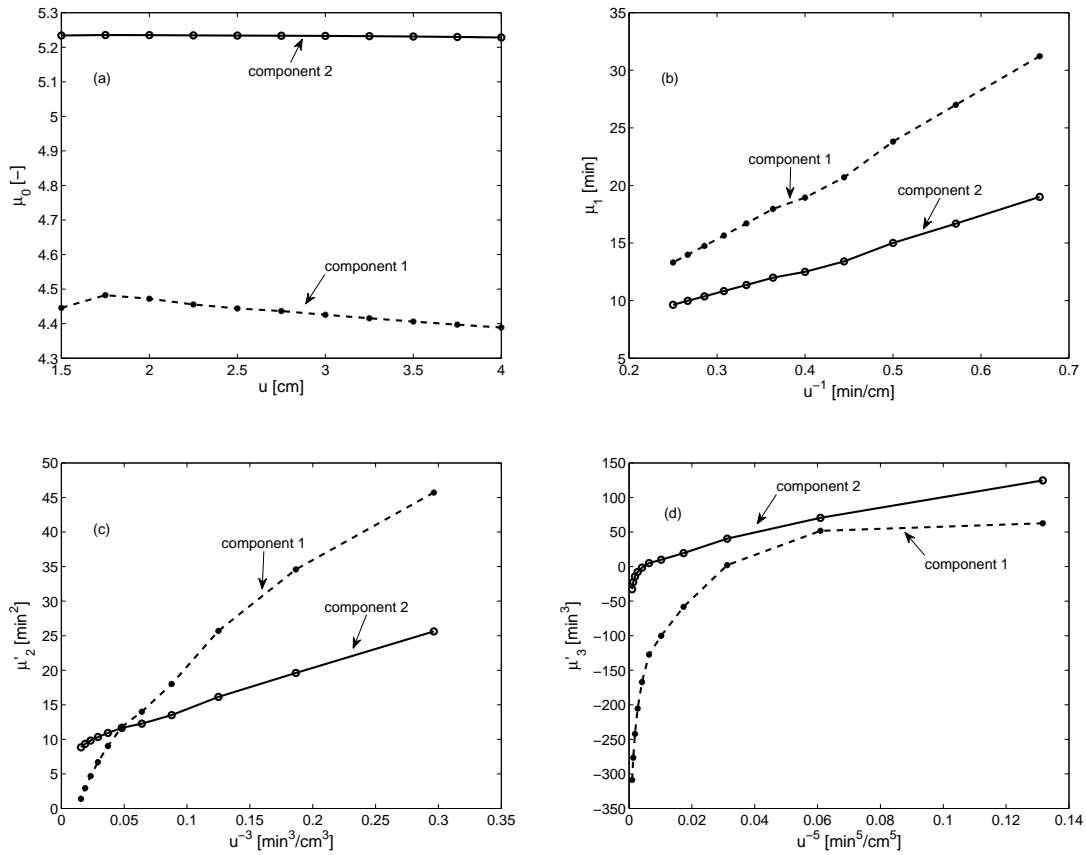 5.3
5.2
5.1
5
4.9
4.8
4.7
4.6
4.5
4.4
4.3
μ0 [-]
(a)
component 2
component 1
1.5 2 2.5 3 3.5 4
u [cm]
35
30
25
20
15
10
5
μ1 [min]
(b)
component 1
component 2
0.2 0.3 0.4 0.5 0.6 0.7
u-1 [min/cm]
50
45
40
35
30
25
20
15
10
5
0
μ'2 [min2]
(c)
component 1
component 2
0 0.05 0.1 0.15 0.2 0.25 0.3 0.35
u-3 [min3/cm3]
150
100
50
0
−50
−100
−150
−200
−250
−300
−350
μ'3 [min3]
component 2
(d)
component 1
0 0.02 0.04 0.06 0.08 0.1 0.12 0.14
u-5 [min5/cm5]